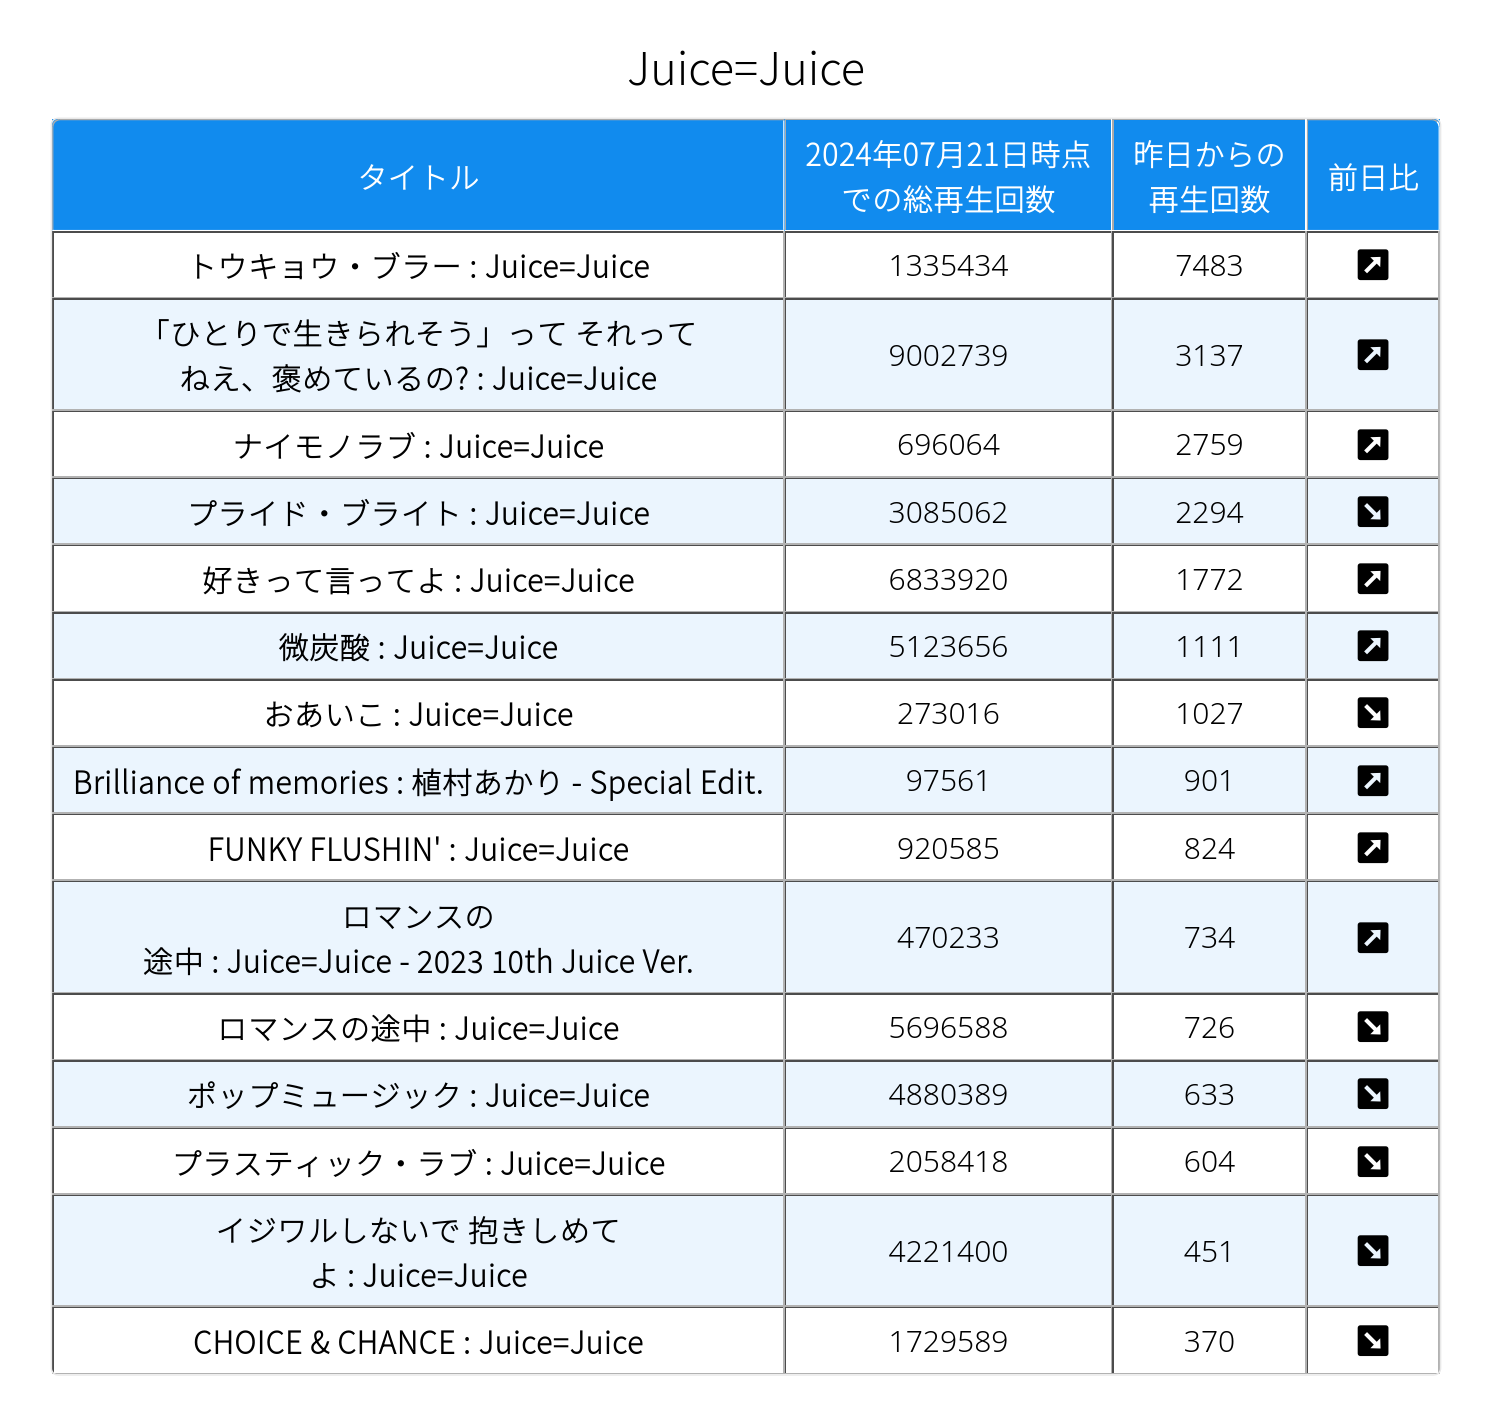 Juice=Juice
タイトル
2024年07月21日時点
での総再生回数
昨日からの
再生回数
前日比
トウキョウ・ブラー : Juice=Juice 1335434 7483 ↗
「ひとりで生きられそう」って それって
ねえ、褒めているの? : Juice=Juice 9002739 3137 ↗
ナイモノラブ : Juice=Juice 696064 2759 ↗
プライド・ブライト : Juice=Juice 3085062 2294 ↘
好きって言ってよ : Juice=Juice 6833920 1772 ↗
微炭酸 : Juice=Juice 5123656 1111 ↗
おあいこ : Juice=Juice 273016 1027 ↘
Brilliance of memories : 植村あかり - Special Edit. 97561 901 ↗
FUNKY FLUSHIN' : Juice=Juice 920585 824 ↗
ロマンスの
途中 : Juice=Juice - 2023 10th Juice Ver. 470233 734 ↗
ロマンスの途中 : Juice=Juice 5696588 726 ↘
ポップミュージック : Juice=Juice 4880389 633 ↘
プラスティック・ラブ : Juice=Juice 2058418 604 ↘
イジワルしないで 抱きしめて
よ : Juice=Juice 4221400 451 ↘
CHOICE & CHANCE : Juice=Juice 1729589 370 ↘